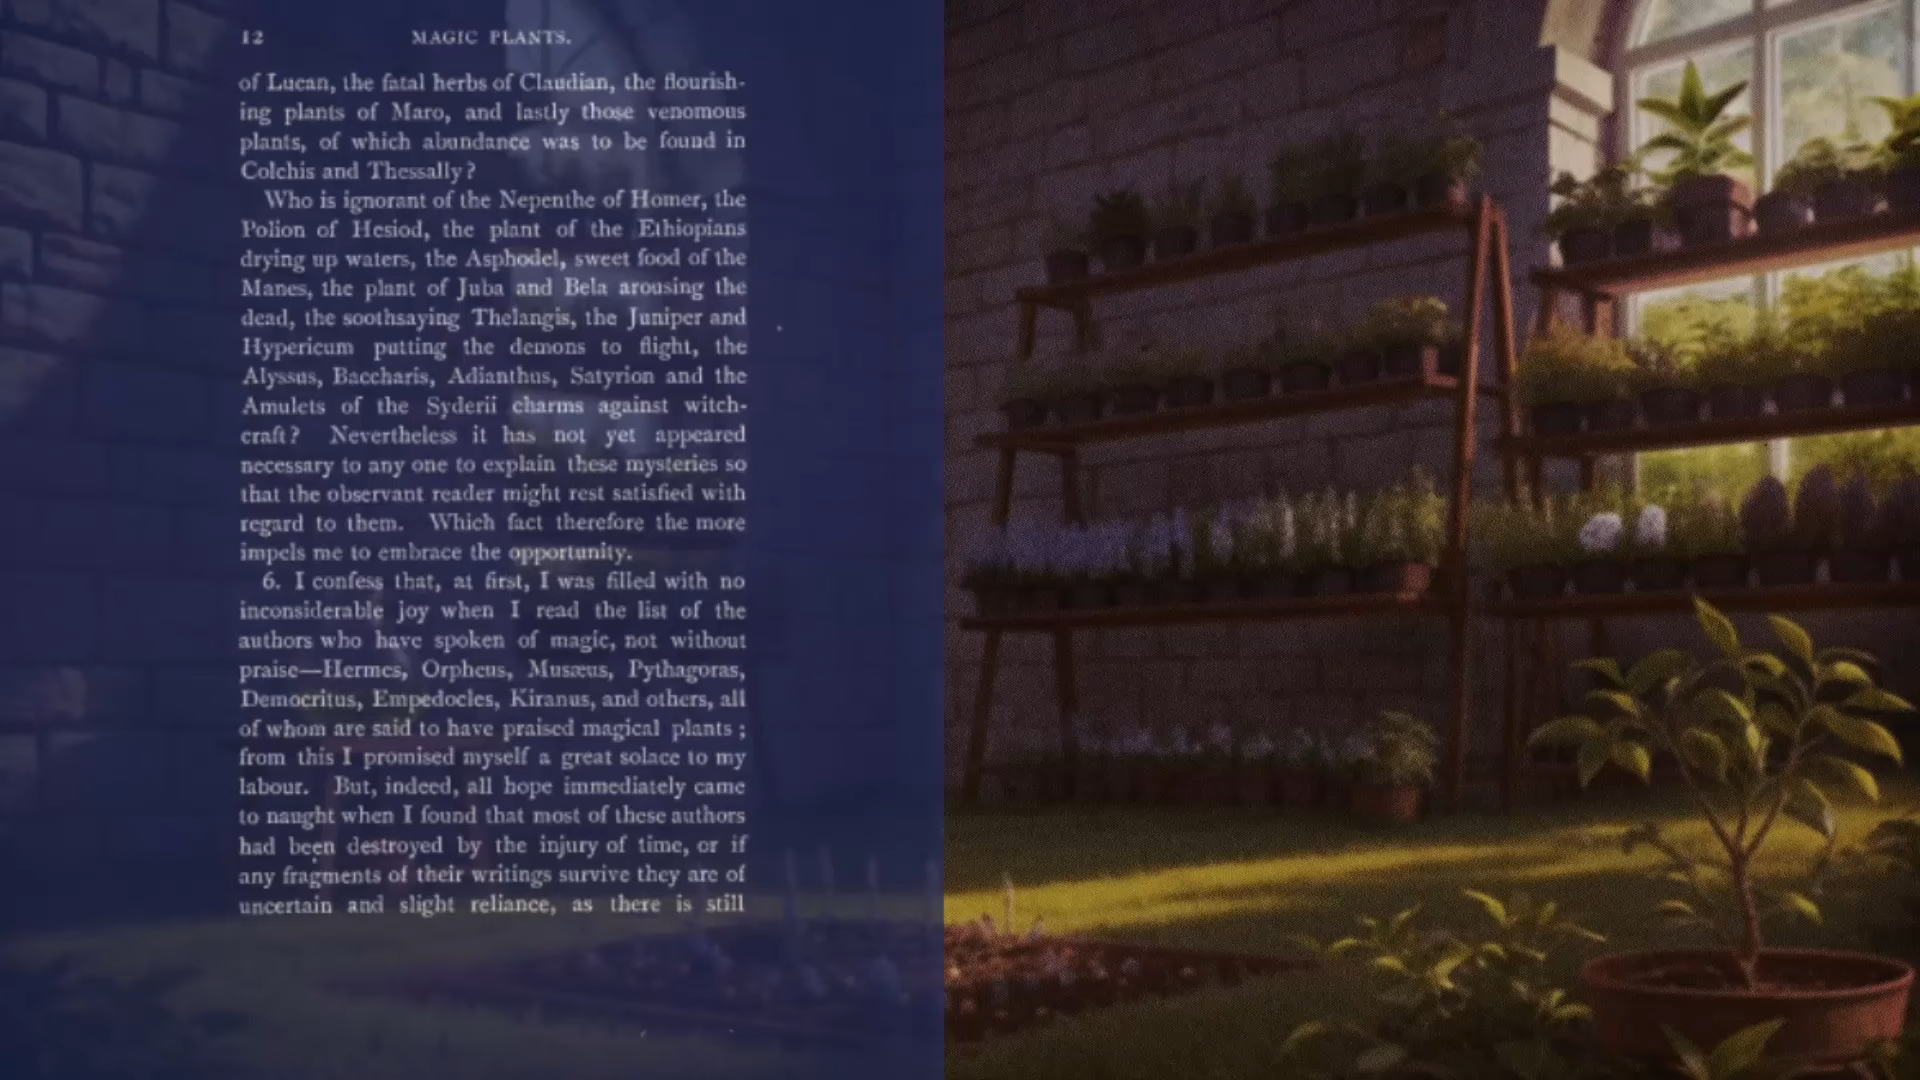 12 MAGIC PLANTS.
of Lucan, the fatal herbs of Claudian, the flourish-
ing plants of Maro, and lastly those venomous
plants, of which abundance was to be found in
Colchis and Thessally?
Who is ignorant of the Nepenthe of Homer, the
Polion of Hesiod, the plant of the Ethiopians
drying up waters, the Asphodel, sweet food of the
Manes, the plant of Juba and Bela arousing the
dead, the soothsaying Thelangis, the Juniper and
Hypericum putting the demons to flight, the
Alyssus, Baccharis, Adianthus, Satyrion and the
Amulets of the Syderii charms against witch-
craft? Nevertheless it has not yet appeared
necessary to any one to explain these mysteries so
that the observant reader might rest satisfied with
regard to them. Which fact therefore the more
impels me to embrace the opportunity.
6. I confess that, at first, I was filled with no
inconsiderable joy when I read the list of the
authors who have spoken of magic, not without
praise—Hermes, Orpheus, Musæus, Pythagoras,
Democritus, Empedocles, Kiranus, and others, all
of whom are said to have praised magical plants;
from this I promised myself a great solace to my
labour. But, indeed, all hope immediately came
to naught when I found that most of these authors
had been destroyed by the injury of time, or if
any fragments of their writings survive they are of
uncertain and slight reliance, as there is still